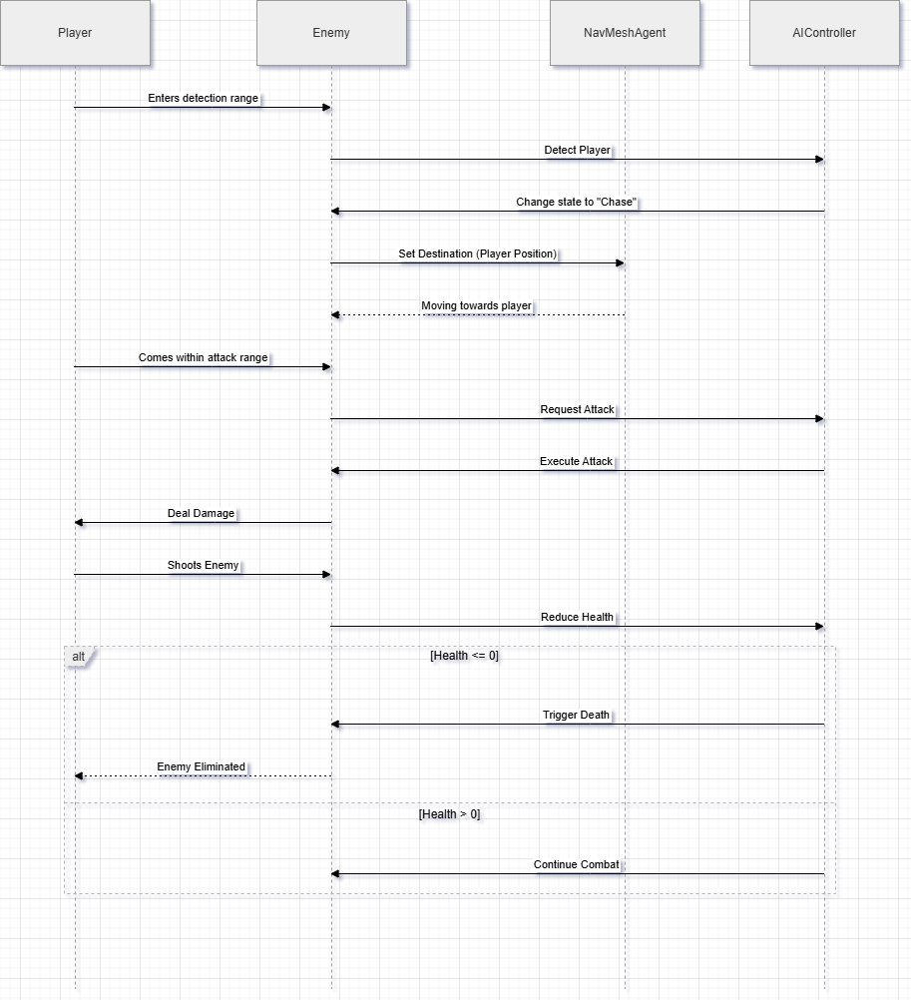 Player
Enemy
NavMeshAgent
AIController
Enters detection range
Detect Player
Change state to "Chase"
Set Destination (Player Position)
Moving towards player
Comes within attack range
Request Attack
Execute Attack
Deal Damage
Shoots Enemy
Reduce Health
alt
[Health <= 0]
Trigger Death
Enemy Eliminated
[Health > 0]
Continue Combat